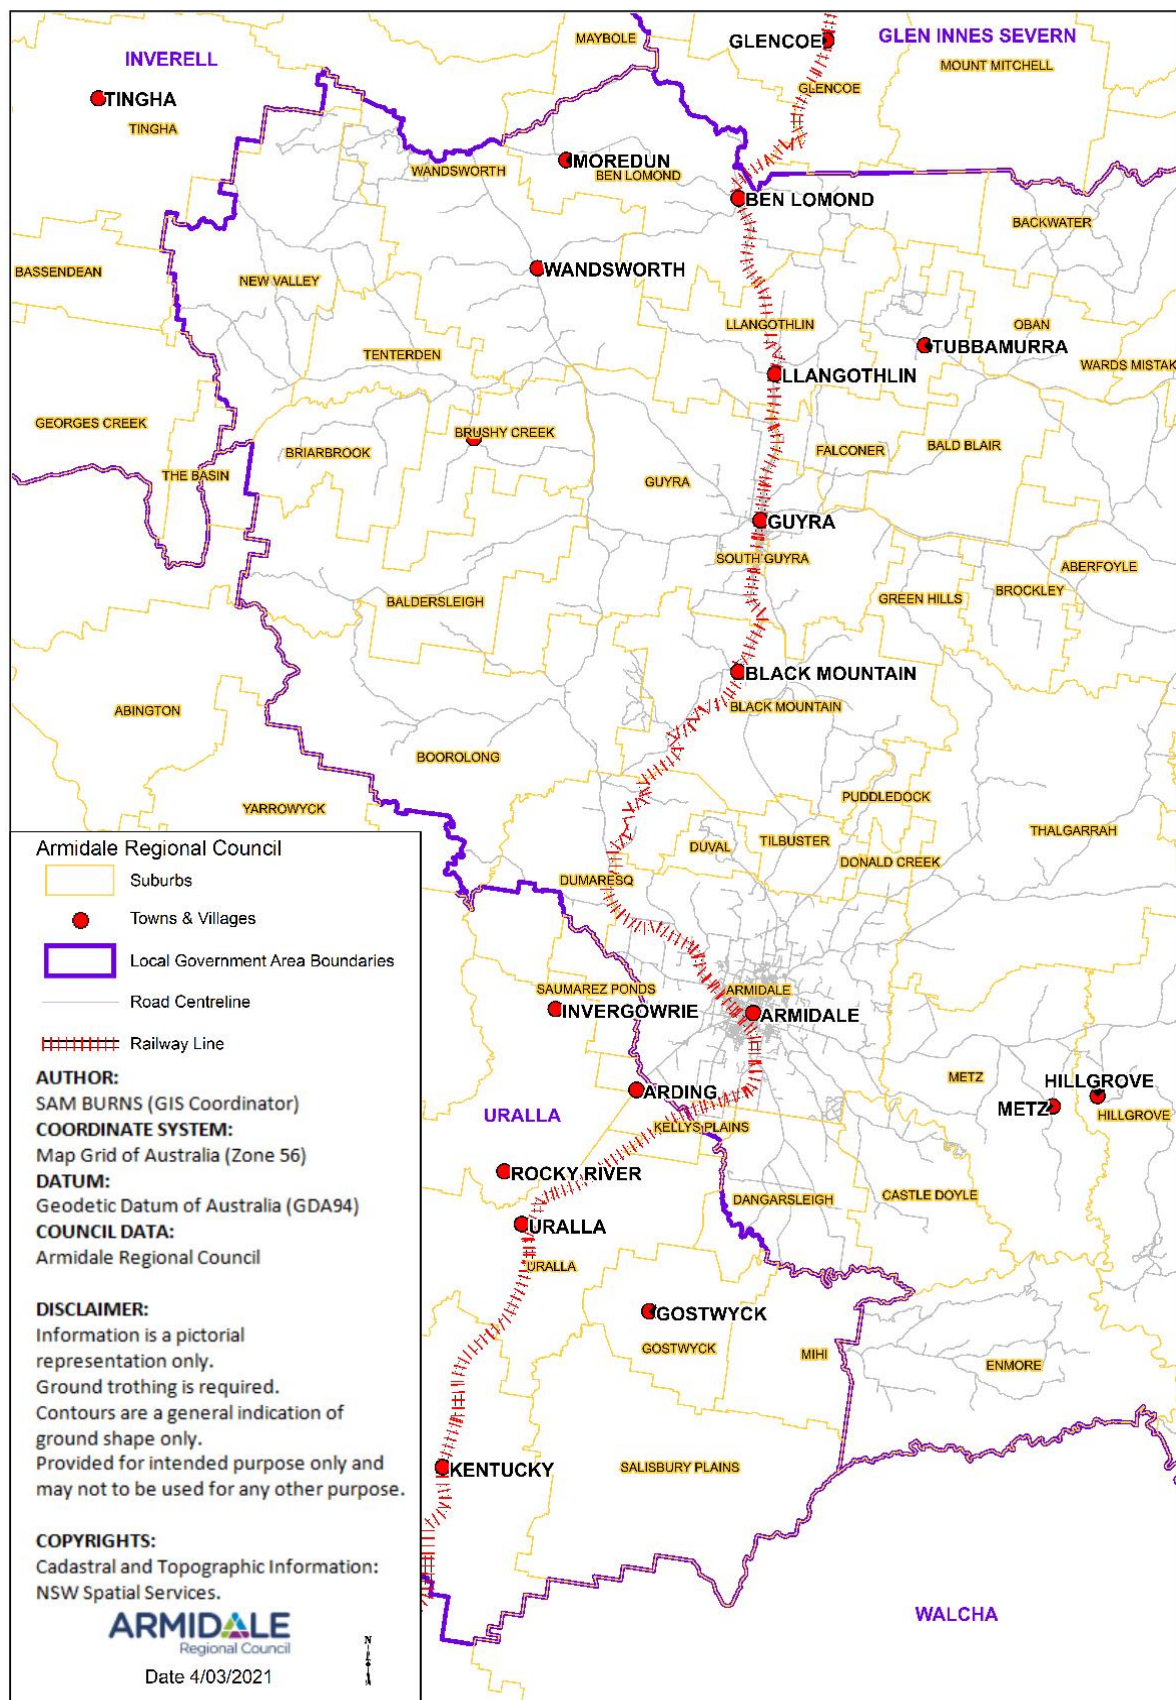 MAYBOLE
GLENCOE
GLEN INNES SEVERN
INVERELL
MOUNT MITCHELL
GLENCOE
TINGHA
TINGHA
MOREDUN
WANDSWORTH
BEN LOMOND
BEN LOMOND
BACKWATER
BASSENDEAN
WANDSWORTH
NEW VALLEY
LLANGOTHLIN
OBAN
TUBBAMURRA
TENTERDEN
WARDS MISTAK
LLANGOTHLIN
GEORGES CREEK
BRUSHY CREEK
BRIARBROOK
FALCONER
BALD BLAIR
THE BASIN
GUYRA
GUYRA
SOUTH GUYRA
ABERFOYLE
BROCKLEY
BALDERSLEIGH
GREEN HILLS
BLACK MOUNTAIN
ABINGTON
BLACK MOUNTAIN
BOOROLONG
PUDDLEDOCK
YARROWYCK
THALGARRAH
DUVAL
TILBUSTER
DONALD CREEK
DUMARESQ
SAUMAREZ PONDS
ARMIDALE
INVERGOWRIE
ARMIDALE
METZ
HILLGROVE
ARDING
METZ
HILLGROVE
URALLA
KELLYS PLAINS
ROCKY RIVER
DANGARSLEIGH
CASTLE DOYLE
URALLA
URALLA
GOSTWYCK
GOSTWYCK
MIHI
ENMORE
KENTUCKY
SALISBURY PLAINS
WALCHA
Armidale Regional Council
Suburbs
Towns & Villages
Local Government Area Boundaries
Road Centreline
Railway Line
AUTHOR:
SAM BURNS (GIS Coordinator)
COORDINATE SYSTEM:
Map Grid of Australia (Zone 56)
DATUM:
Geodetic Datum of Australia (GDA94)
COUNCIL DATA:
Armidale Regional Council
DISCLAIMER:
Information is a pictorial
representation only.
Ground trothing is required.
Contours are a general indication of
ground shape only.
Provided for intended purpose only and
may not to be used for any other purpose.
COPYRIGHTS:
Cadastral and Topographic Information:
NSW Spatial Services.
ARMIDALE
Regional Council
Date 4/03/2021
N